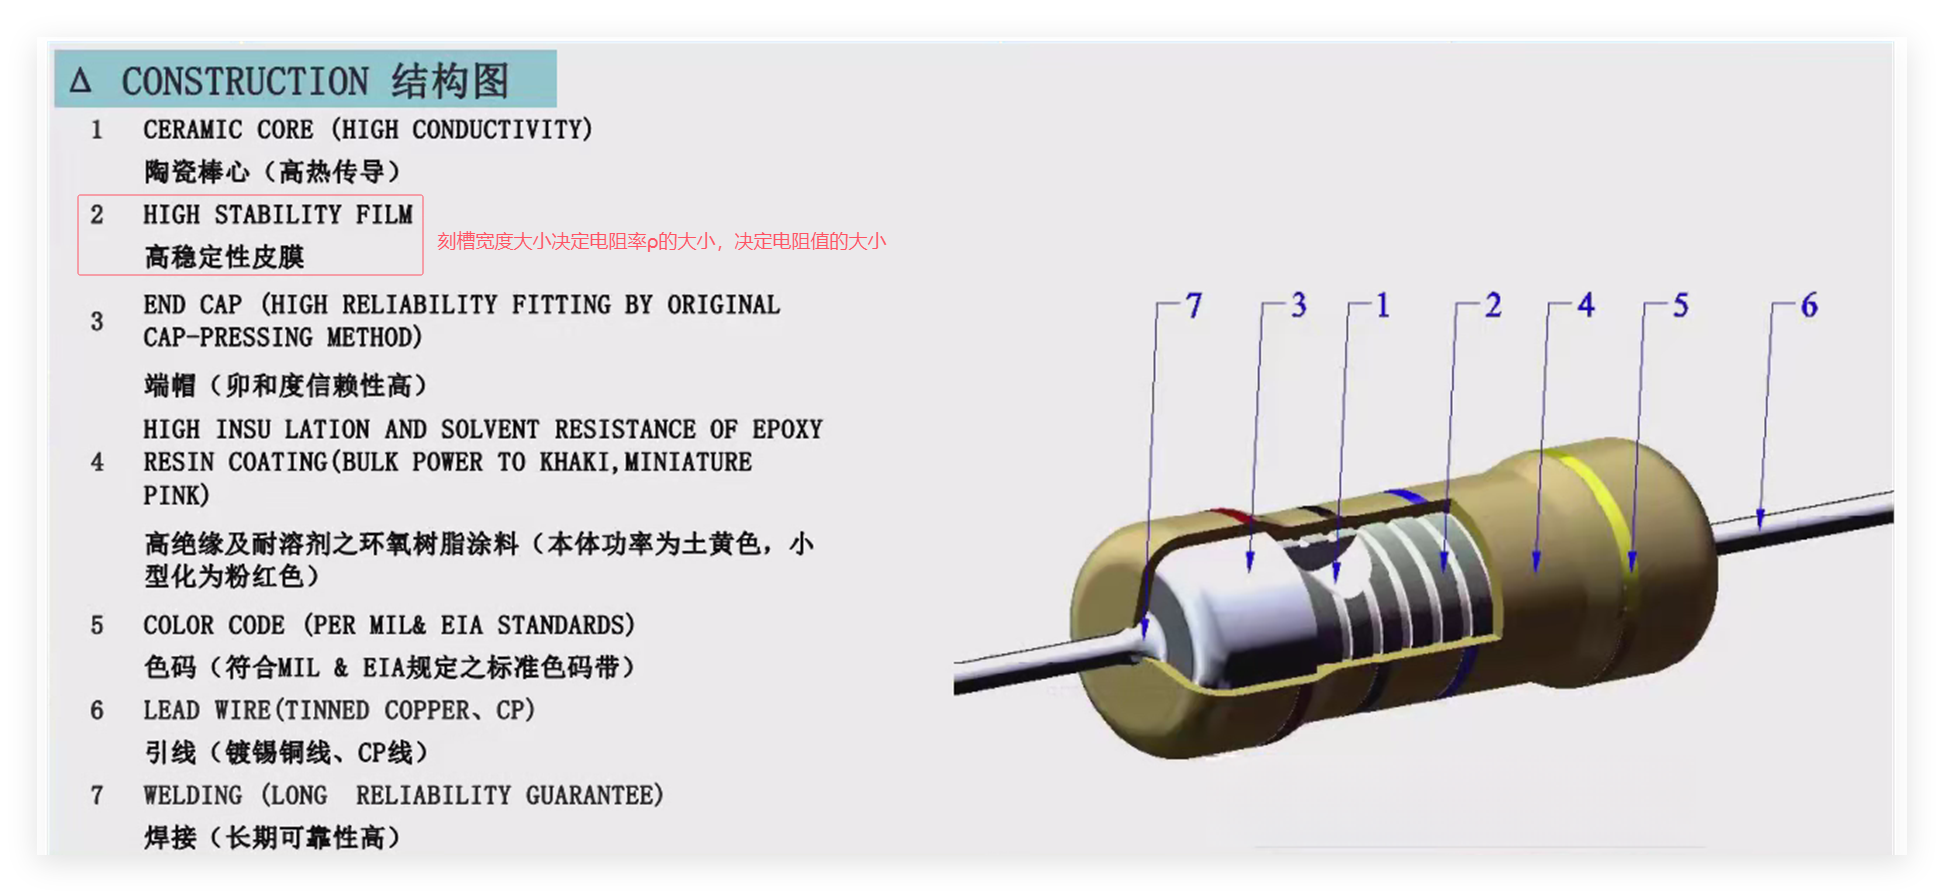 Δ CONSTRUCTION 结构图
1 CERAMIC CORE (HIGH CONDUCTIVITY)
陶瓷棒心（高热传导）
2 HIGH STABILITY FILM
高稳定性皮膜
刻槽宽度大小决定电阻率ρ的大小，决定电阻值的大小
3 END CAP (HIGH RELIABILITY FITTING BY ORIGINAL
CAP-PRESSING METHOD)
端帽（卯和度信赖性高）
4 HIGH INSU LATION AND SOLVENT RESISTANCE OF EPOXY
RESIN COATING(BULK POWER TO KHAKI,MINIATURE
PINK)
高绝缘及耐溶剂之环氧树脂涂料（本体功率为土黄色，小
型化为粉红色）
5 COLOR CODE (PER MIL& EIA STANDARDS)
色码（符合MIL & EIA规定之标准色码带）
6 LEAD WIRE(TINNED COPPER、CP)
引线（镀锡铜线、CP线）
7 WELDING (LONG RELIABILITY GUARANTEE)
焊接（长期可靠性高）
7 3 1 2 4 5 6